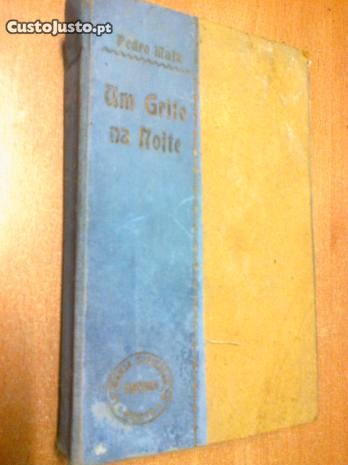 CustoJusto.pt
Pedro Mata
Um Grito
na Noite